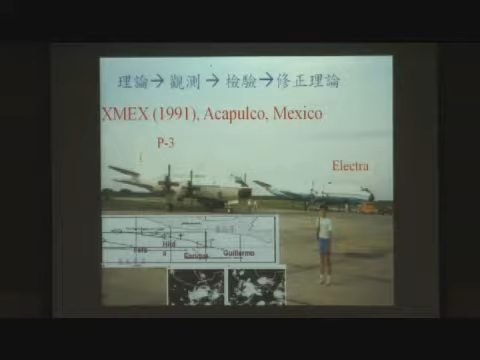 理論→觀測→檢驗→修正理論
XMEX (1991), Acapulco, Mexico
P-3
Electra
Hild
a
Enrique
Guillermo